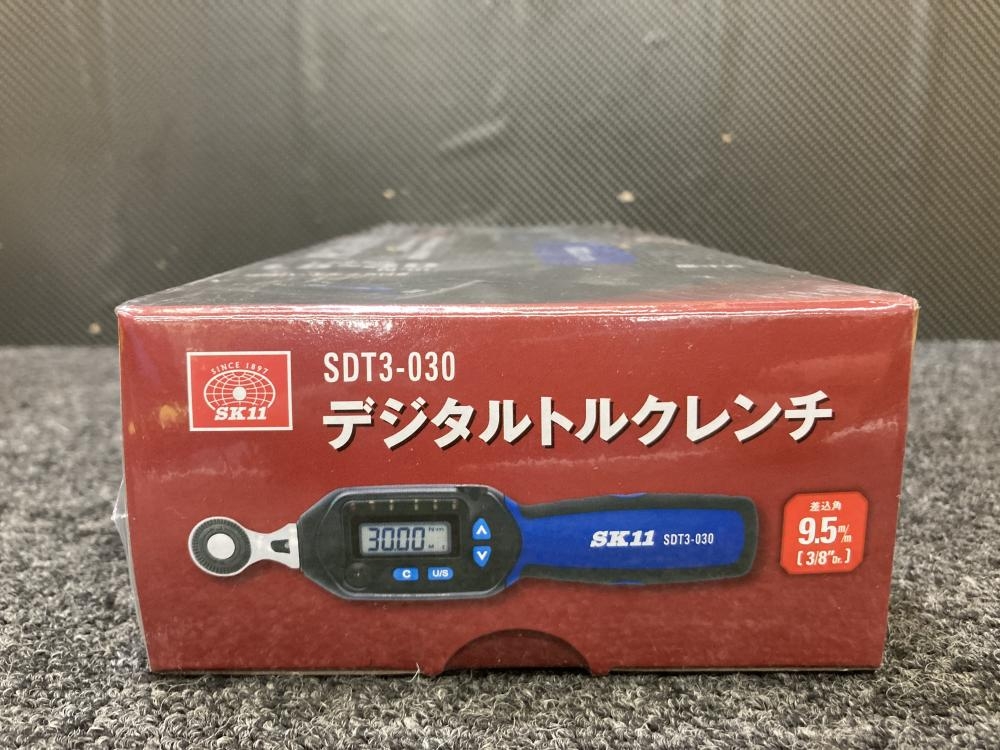 SINCE 1897
SK11
SDT3-030
デジタルトルクレンチ
30.00 N·m
C
U/S
SK11 SDT3-030
差込角
9.5m/m
[3/8"Dr.]